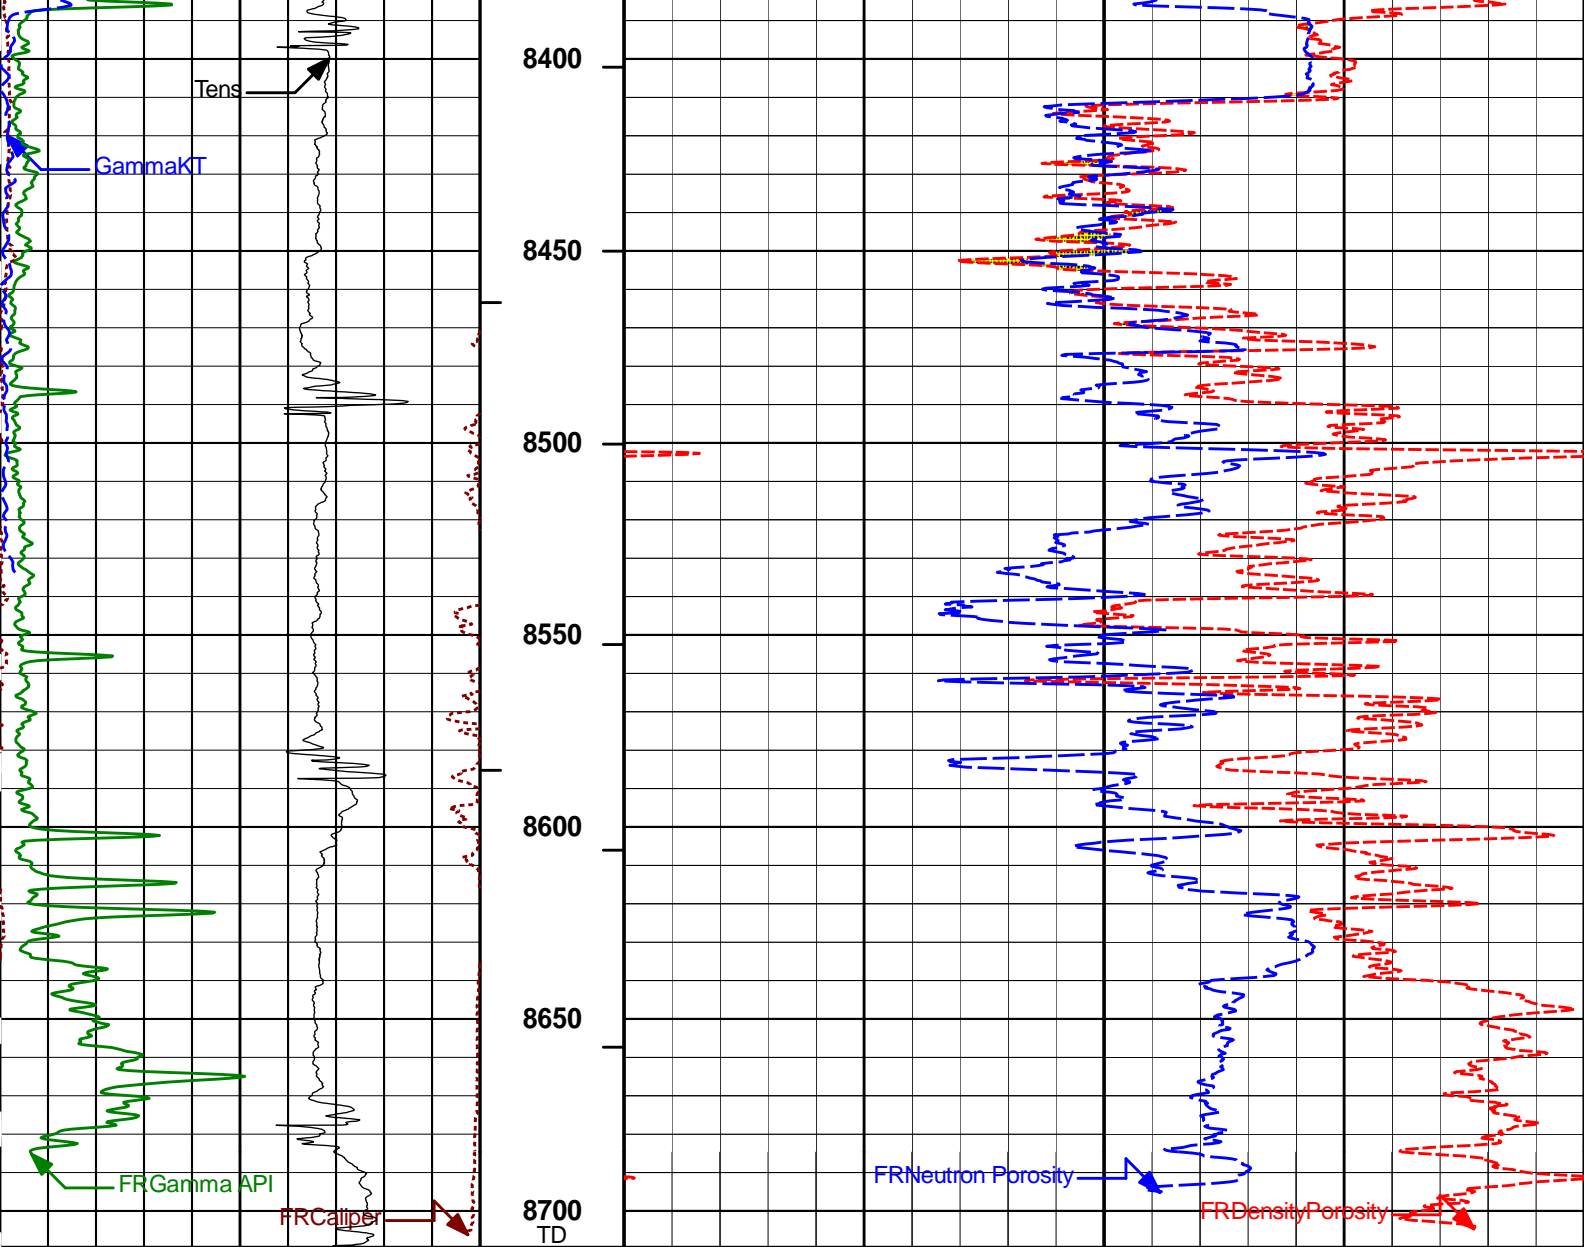 8400
Tens
GammaKT
8450
8500
8550
8600
8650
FRNeutron Porosity
FRGamma API
FRCaliper
8700
FRDensityPorosity
TD